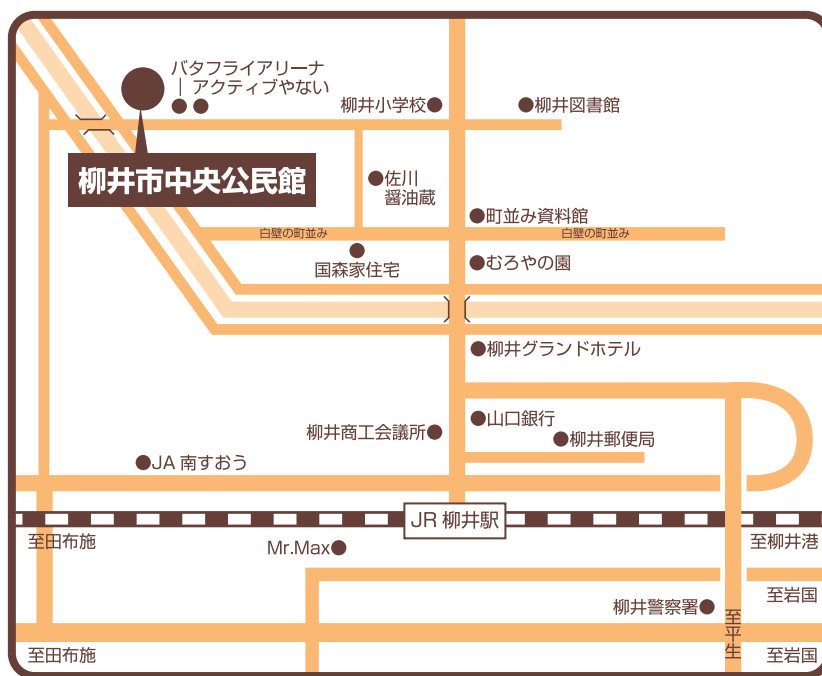 バタフライアリーナ
アクティブやない
柳井小学校
柳井図書館
柳井市中央公民館
佐川
醤油蔵
町並み資料館
白壁の町並み
白壁の町並み
国森家住宅
むろやの園
柳井グランドホテル
山口銀行
柳井商工会議所
柳井郵便局
JA 南すおう
JR 柳井駅
至田布施
Mr.Max
至柳井港
至岩国
柳井警察署
至平生
至田布施
至岩国